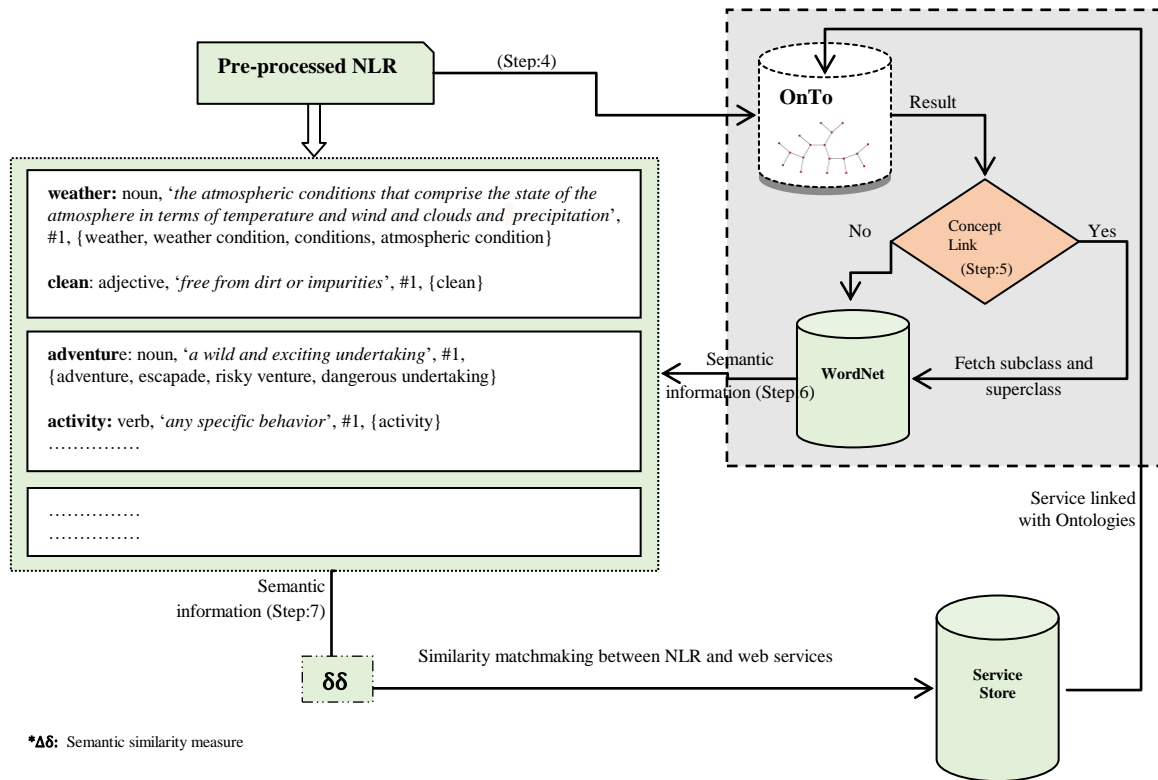 Pre-processed NLR
(Step:4)
OnTo
Result
weather: noun, ‘the atmospheric conditions that comprise the state of the
atmosphere in terms of temperature and wind and clouds and precipitation’,
#1, {weather, weather condition, conditions, atmospheric condition}
clean: adjective, ‘free from dirt or impurities’, #1, {clean}
No
Concept
Link
(Step:5)
Yes
adventure: noun, ‘a wild and exciting undertaking’, #1,
{adventure, escapade, risky venture, dangerous undertaking}
activity: verb, ‘any specific behavior’, #1, {activity}
……………
Semantic
information (Step:6)
WordNet
Fetch subclass and
superclass
……………
……………
Service linked
with Ontologies
Semantic
information (Step:7)
δδ
Similarity matchmaking between NLR and web services
Service
Store
*Δδ: Semantic similarity measure